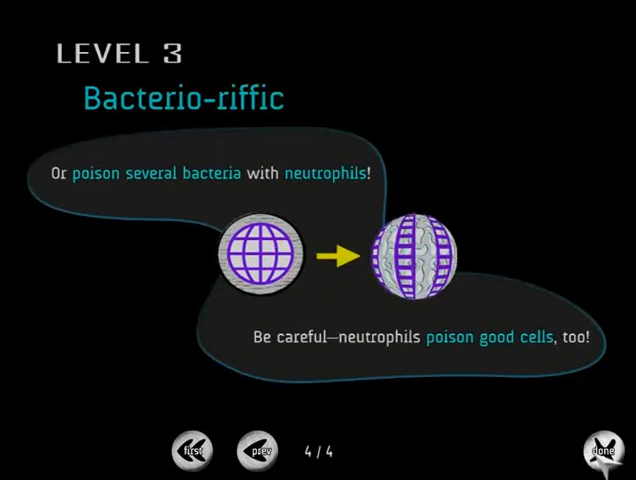 LEVEL 3
Bacterio-riffic
Or poison several bacteria with neutrophils!
Be careful—neutrophils poison good cells, too!
first
prev
4 / 4
done